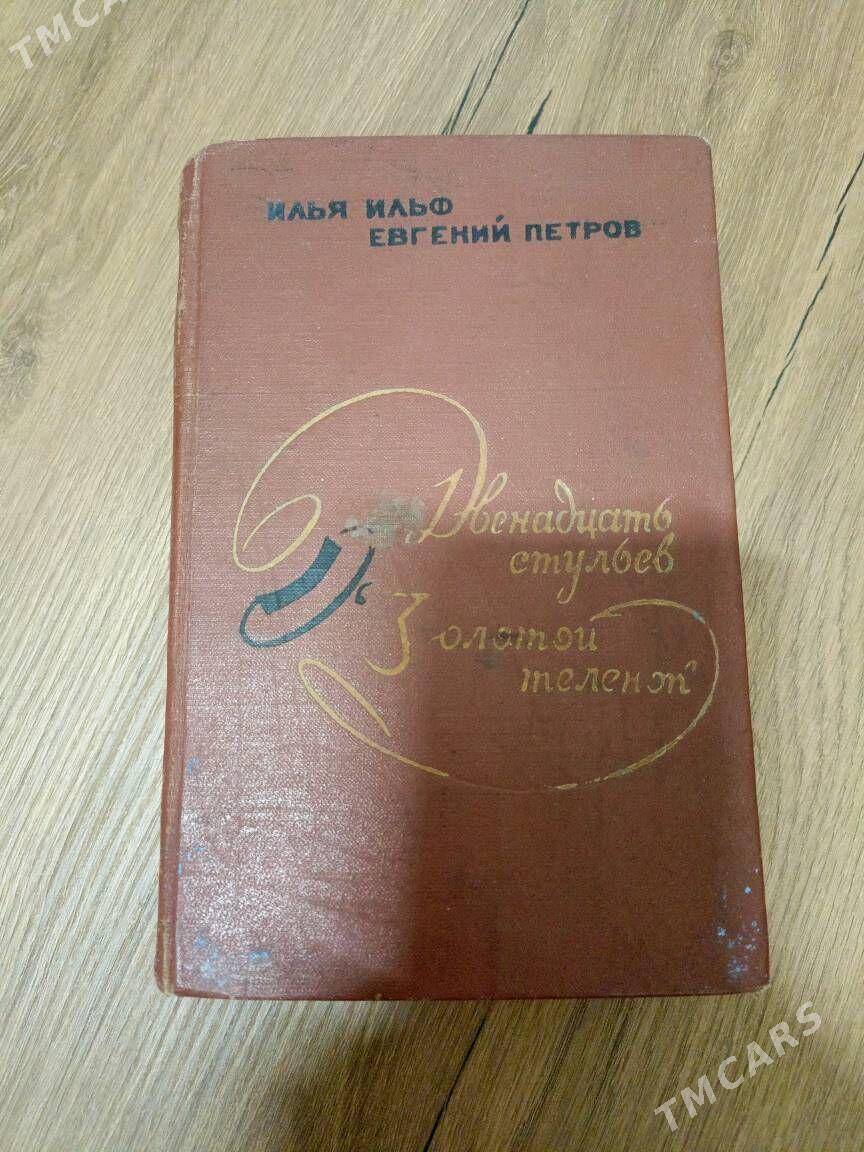 TMCARS
ИЛЬЯ ИЛЬФ
ЕВГЕНИЙ ПЕТРОВ
Двенадцать
стульев
Золотой
теленок
TMCARS